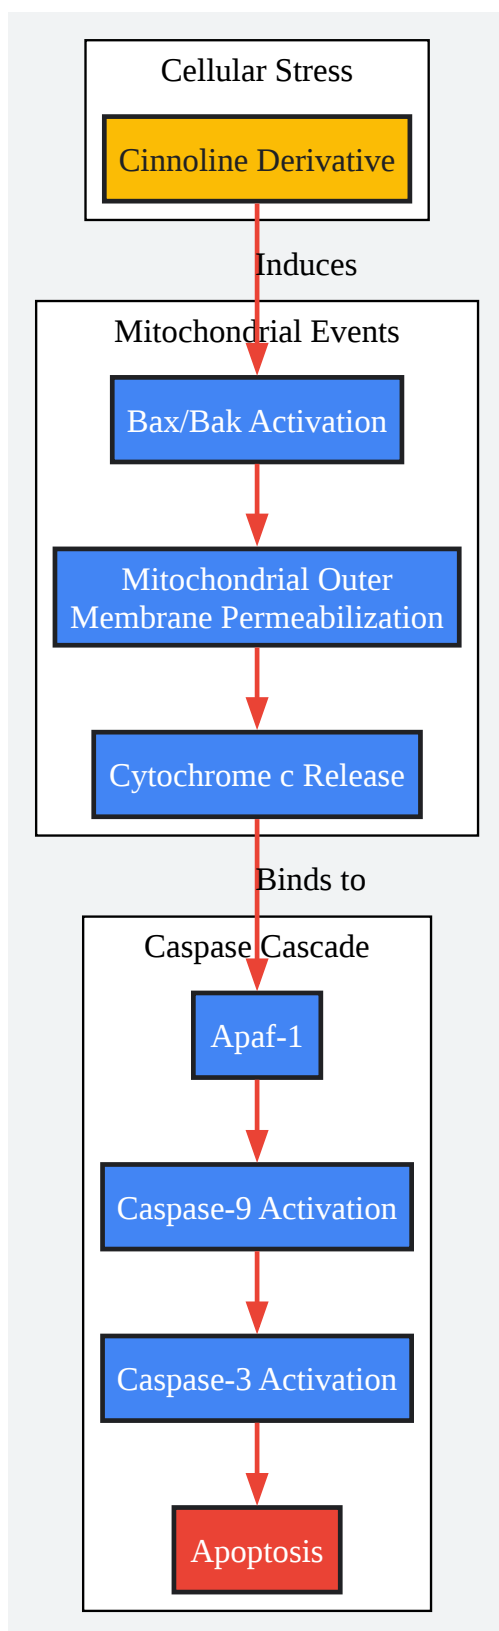 Cellular Stress
Cinnoline Derivative
Induces
Mitochondrial Events
Bax/Bak Activation
Mitochondrial Outer
Membrane Permeabilization
Cytochrome c Release
Binds to
Caspase Cascade
Apaf-1
Caspase-9 Activation
Caspase-3 Activation
Apoptosis